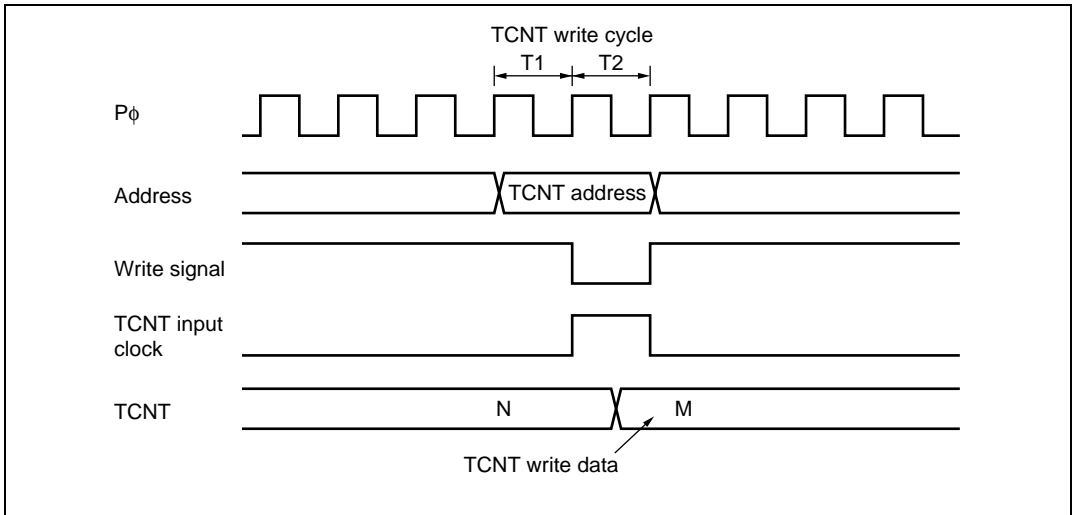 TCNT write cycle
T1 T2
Pϕ
Address
TCNT address
Write signal
TCNT input
clock
TCNT
N
M
TCNT write data